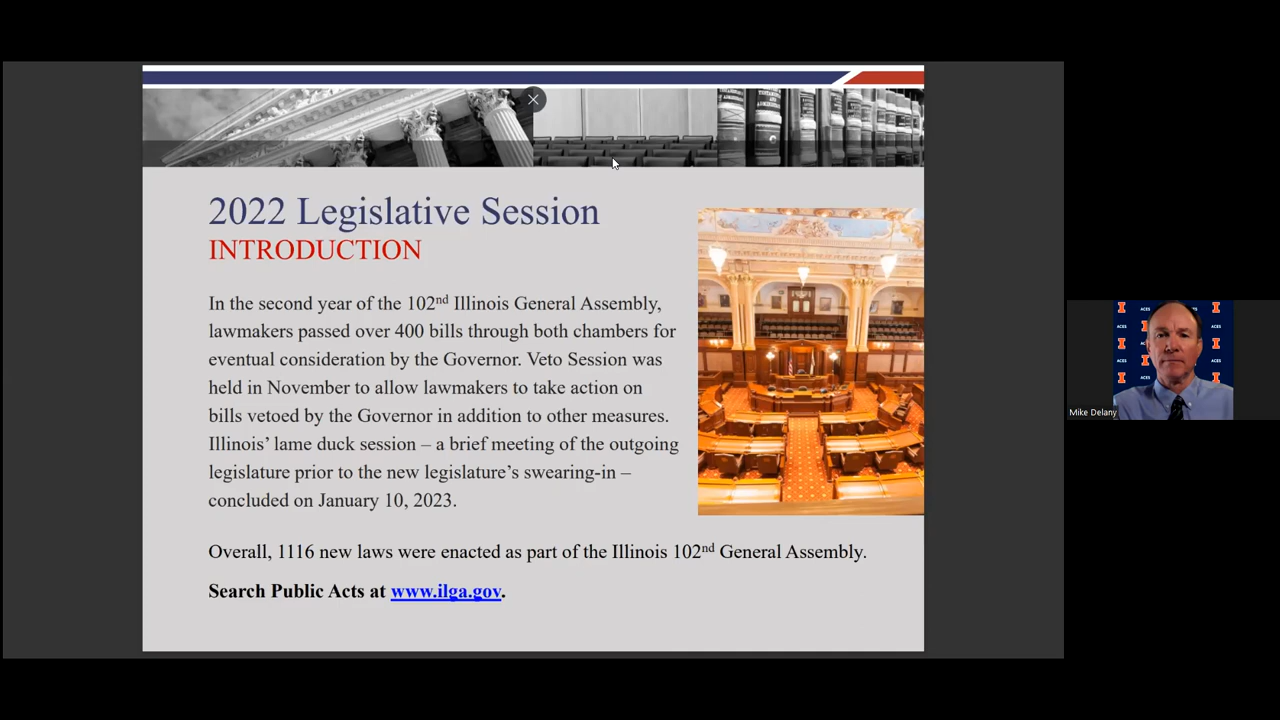 2022 Legislative Session
INTRODUCTION
In the second year of the 102nd Illinois General Assembly,
lawmakers passed over 400 bills through both chambers for
eventual consideration by the Governor. Veto Session was
held in November to allow lawmakers to take action on
bills vetoed by the Governor in addition to other measures.
Illinois’ lame duck session – a brief meeting of the outgoing
legislature prior to the new legislature’s swearing-in –
concluded on January 10, 2023.
Overall, 1116 new laws were enacted as part of the Illinois 102nd General Assembly.
Search Public Acts at www.ilga.gov.
ACES
ACES
ACES
ACES
ACES
Mike Delany